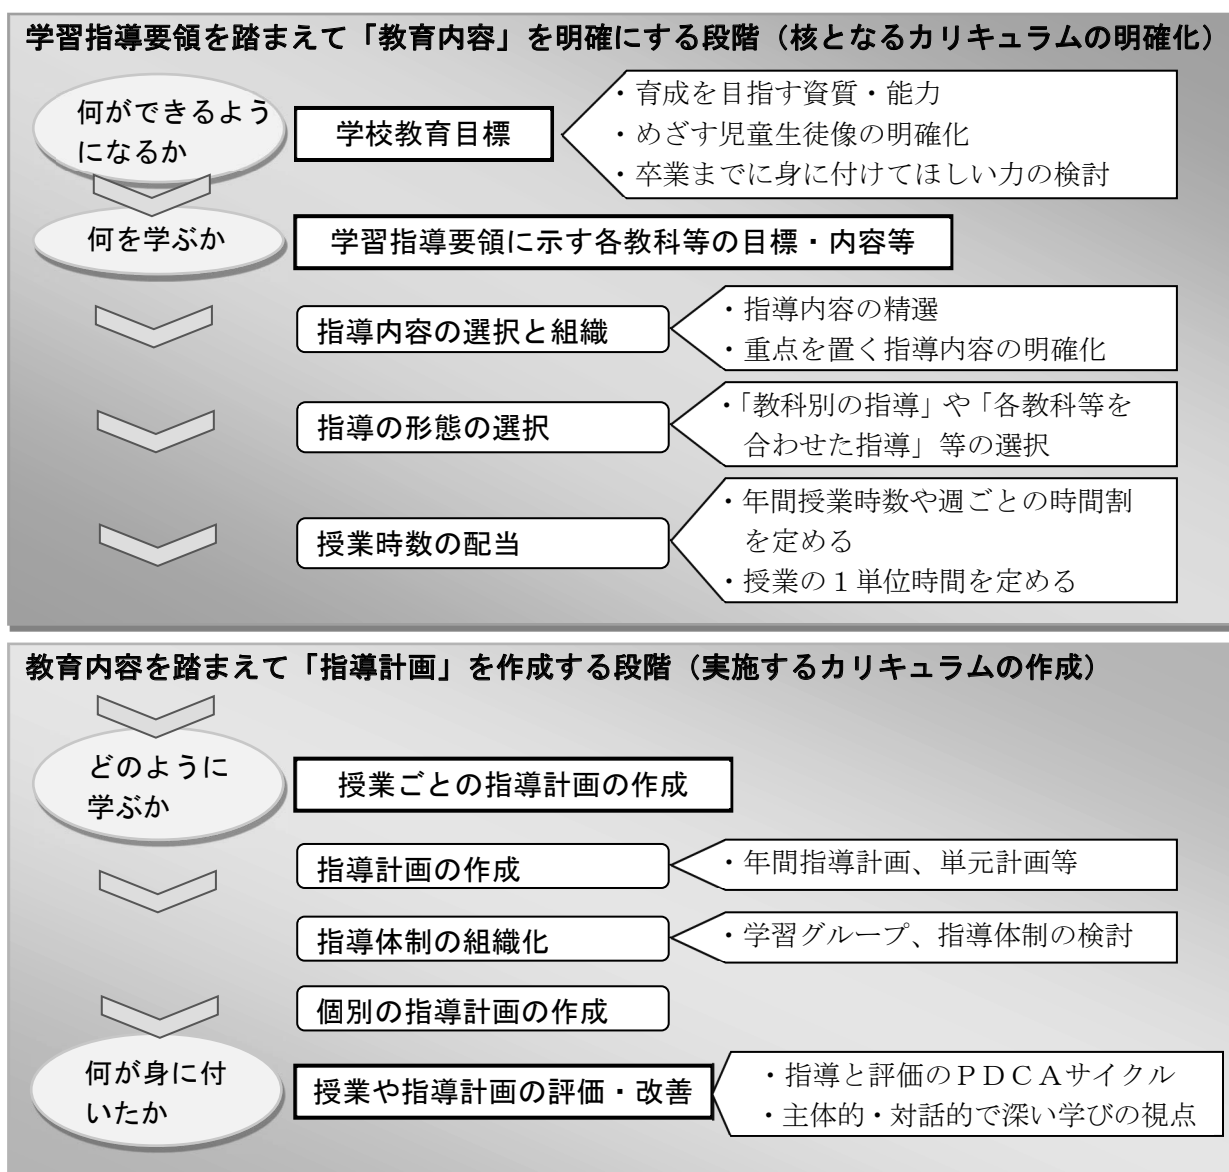 学習指導要領を踏まえて「教育内容」を明確にする段階（核となるカリキュラムの明確化）
何ができるよう
になるか
学校教育目標
・育成を目指す資質・能力
・めざす児童生徒像の明確化
・卒業までに身に付けてほしい力の検討
何を学ぶか
学習指導要領に示す各教科等の目標・内容等
指導内容の選択と組織
・指導内容の精選
・重点を置く指導内容の明確化
指導の形態の選択
・「教科別の指導」や「各教科等を
合わせた指導」等の選択
授業時数の配当
・年間授業時数や週ごとの時間割
を定める
・授業の１単位時間を定める
教育内容を踏まえて「指導計画」を作成する段階（実施するカリキュラムの作成）
どのように
学ぶか
授業ごとの指導計画の作成
指導計画の作成
・年間指導計画、単元計画等
指導体制の組織化
・学習グループ、指導体制の検討
個別の指導計画の作成
何が身に付
いたか
授業や指導計画の評価・改善
・指導と評価のＰＤＣＡサイクル
・主体的・対話的で深い学びの視点